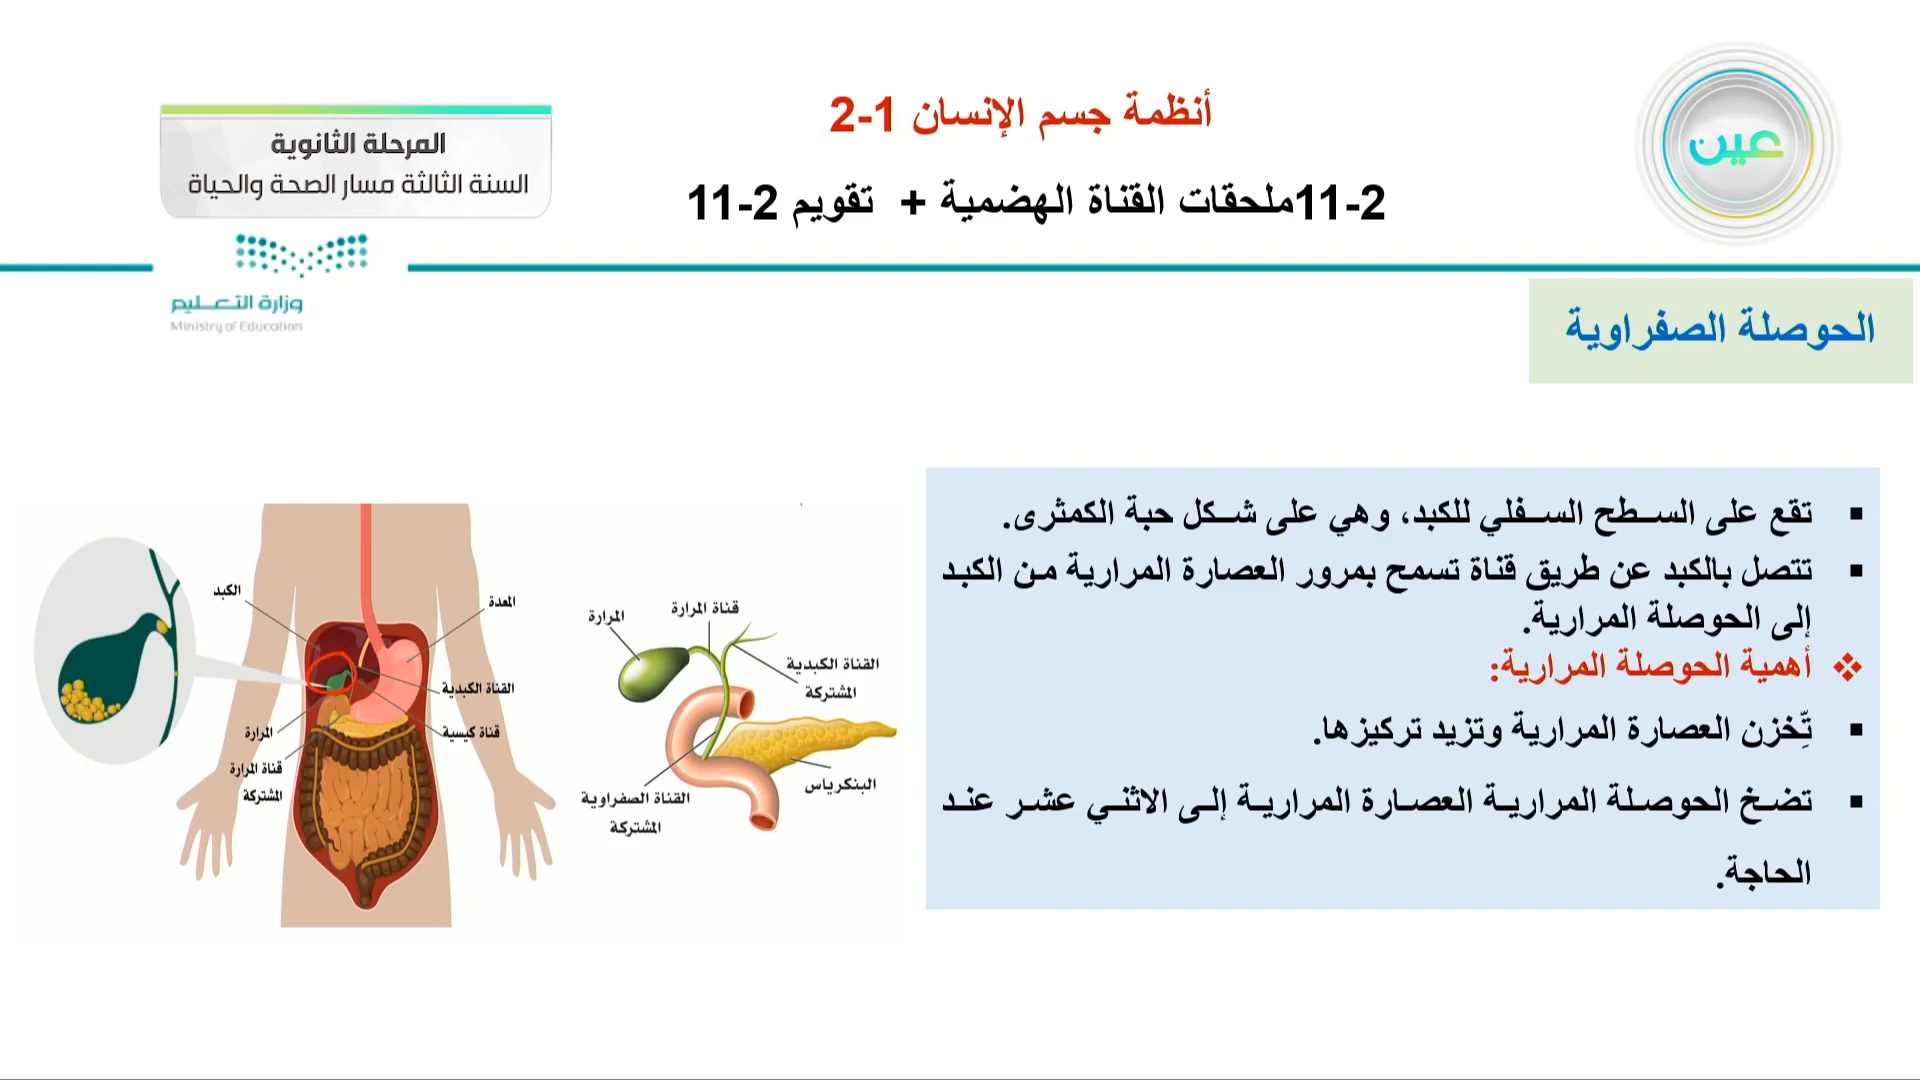 أنظمة جسم الإنسان 1-2
11-2ملحقات القناة الهضمية + تقويم 2-11
عين
المرحلة الثانوية
السنة الثالثة مسار الصحة والحياة
وزارة التعليم
Ministry of Education
الحوصلة الصفراوية
▪ تقع على السطح السفلي للكبد، وهي على شكل حبة الكمثرى.
▪ تتصل بالكبد عن طريق قناة تسمح بمرور العصارة المرارية من الكبد
إلى الحوصلة المرارية.
❖ أهمية الحوصلة المرارية:
▪ تِّخزن العصارة المرارية وتزيد تركيزها.
▪ تضخ الحوصلة المرارية العصارة المرارية إلى الاثني عشر عند
الحاجة.
المرارة
قناة المرارة
القناة الكبدية
المشتركة
البنكرياس
القناة الصفراوية
المشتركة
الكبد
المعدة
القناة الكبدية
قناة كيسية
المرارة
قناة المرارة
المشتركة